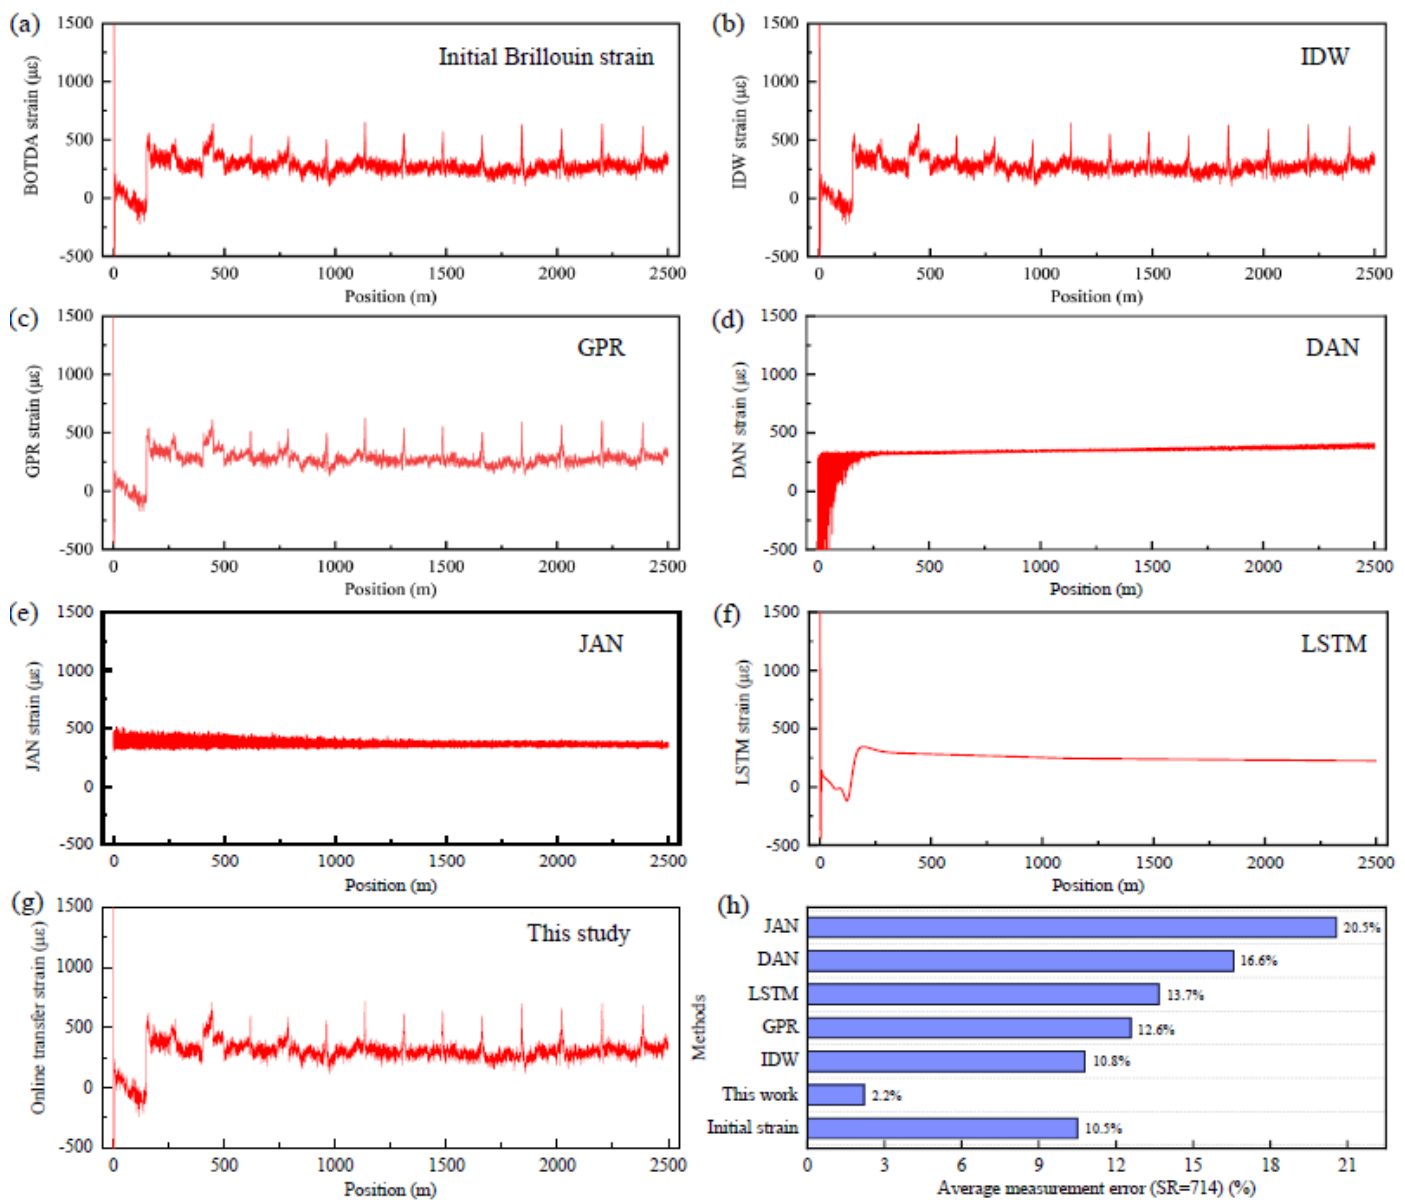 (a)
1500
1000
500
0
-500
BOTDA strain (με)
Initial Brillouin strain
0 500 1000 1500 2000 2500
Position (m)
(b)
1500
1000
500
0
-500
IDW strain (με)
IDW
0 500 1000 1500 2000 2500
Position (m)
(c)
1500
1000
500
0
-500
GPR strain (με)
GPR
0 500 1000 1500 2000 2500
Position (m)
(d)
1500
1000
500
0
-500
DAN strain (με)
DAN
0 500 1000 1500 2000 2500
Position (m)
(e)
1500
1000
500
0
-500
JAN strain (με)
JAN
0 500 1000 1500 2000 2500
Position (m)
(f)
1500
1000
500
0
-500
LSTM strain (με)
LSTM
0 500 1000 1500 2000 2500
Position (m)
(g)
1500
1000
500
0
-500
Online transfer strain (με)
This study
0 500 1000 1500 2000 2500
Position (m)
(h)
Methods
JAN 20.5%
DAN 16.6%
LSTM 13.7%
GPR 12.6%
IDW 10.8%
This work 2.2%
Initial strain 10.5%
0 3 6 9 12 15 18 21
Average measurement error (SR=714) (%)